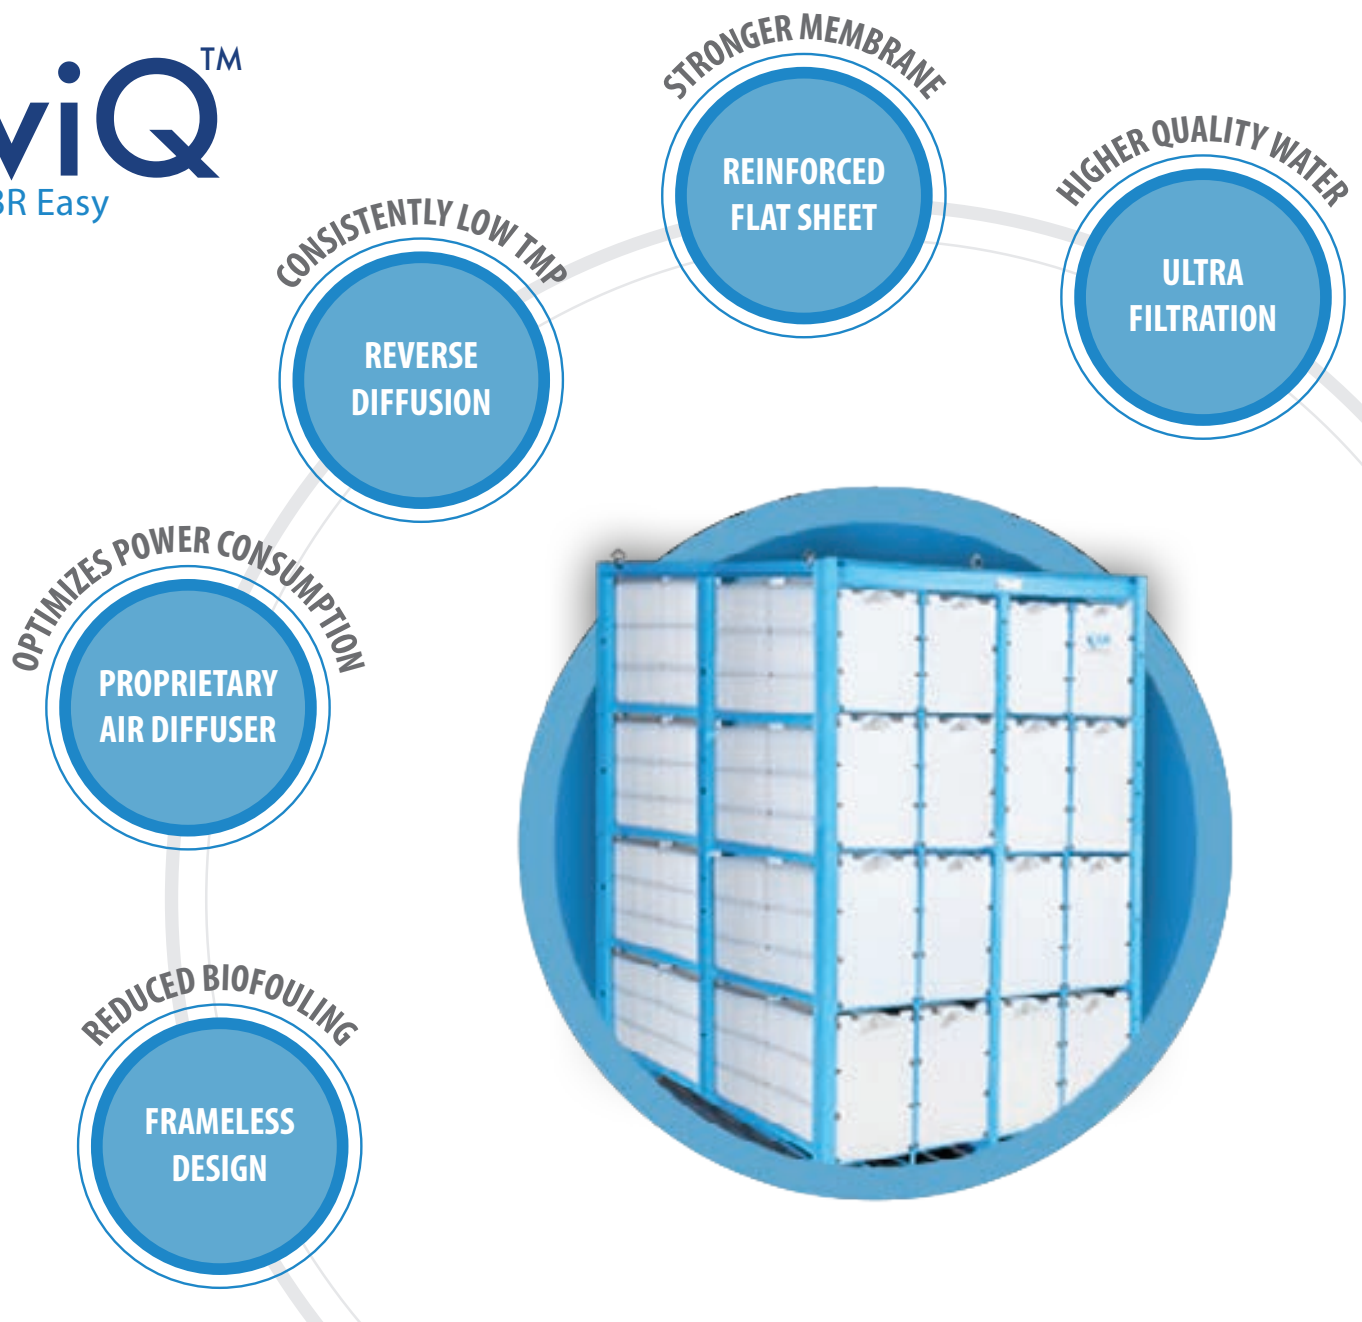 viQ™
BR Easy
STRONGER MEMBRANE
REINFORCED
FLAT SHEET
HIGHER QUALITY WATER
ULTRA
FILTRATION
CONSISTENTLY LOW TMP
REVERSE
DIFFUSION
OPTIMIZES POWER CONSUMPTION
PROPRIETARY
AIR DIFFUSER
REDUCED BIOFOULING
FRAMELESS
DESIGN